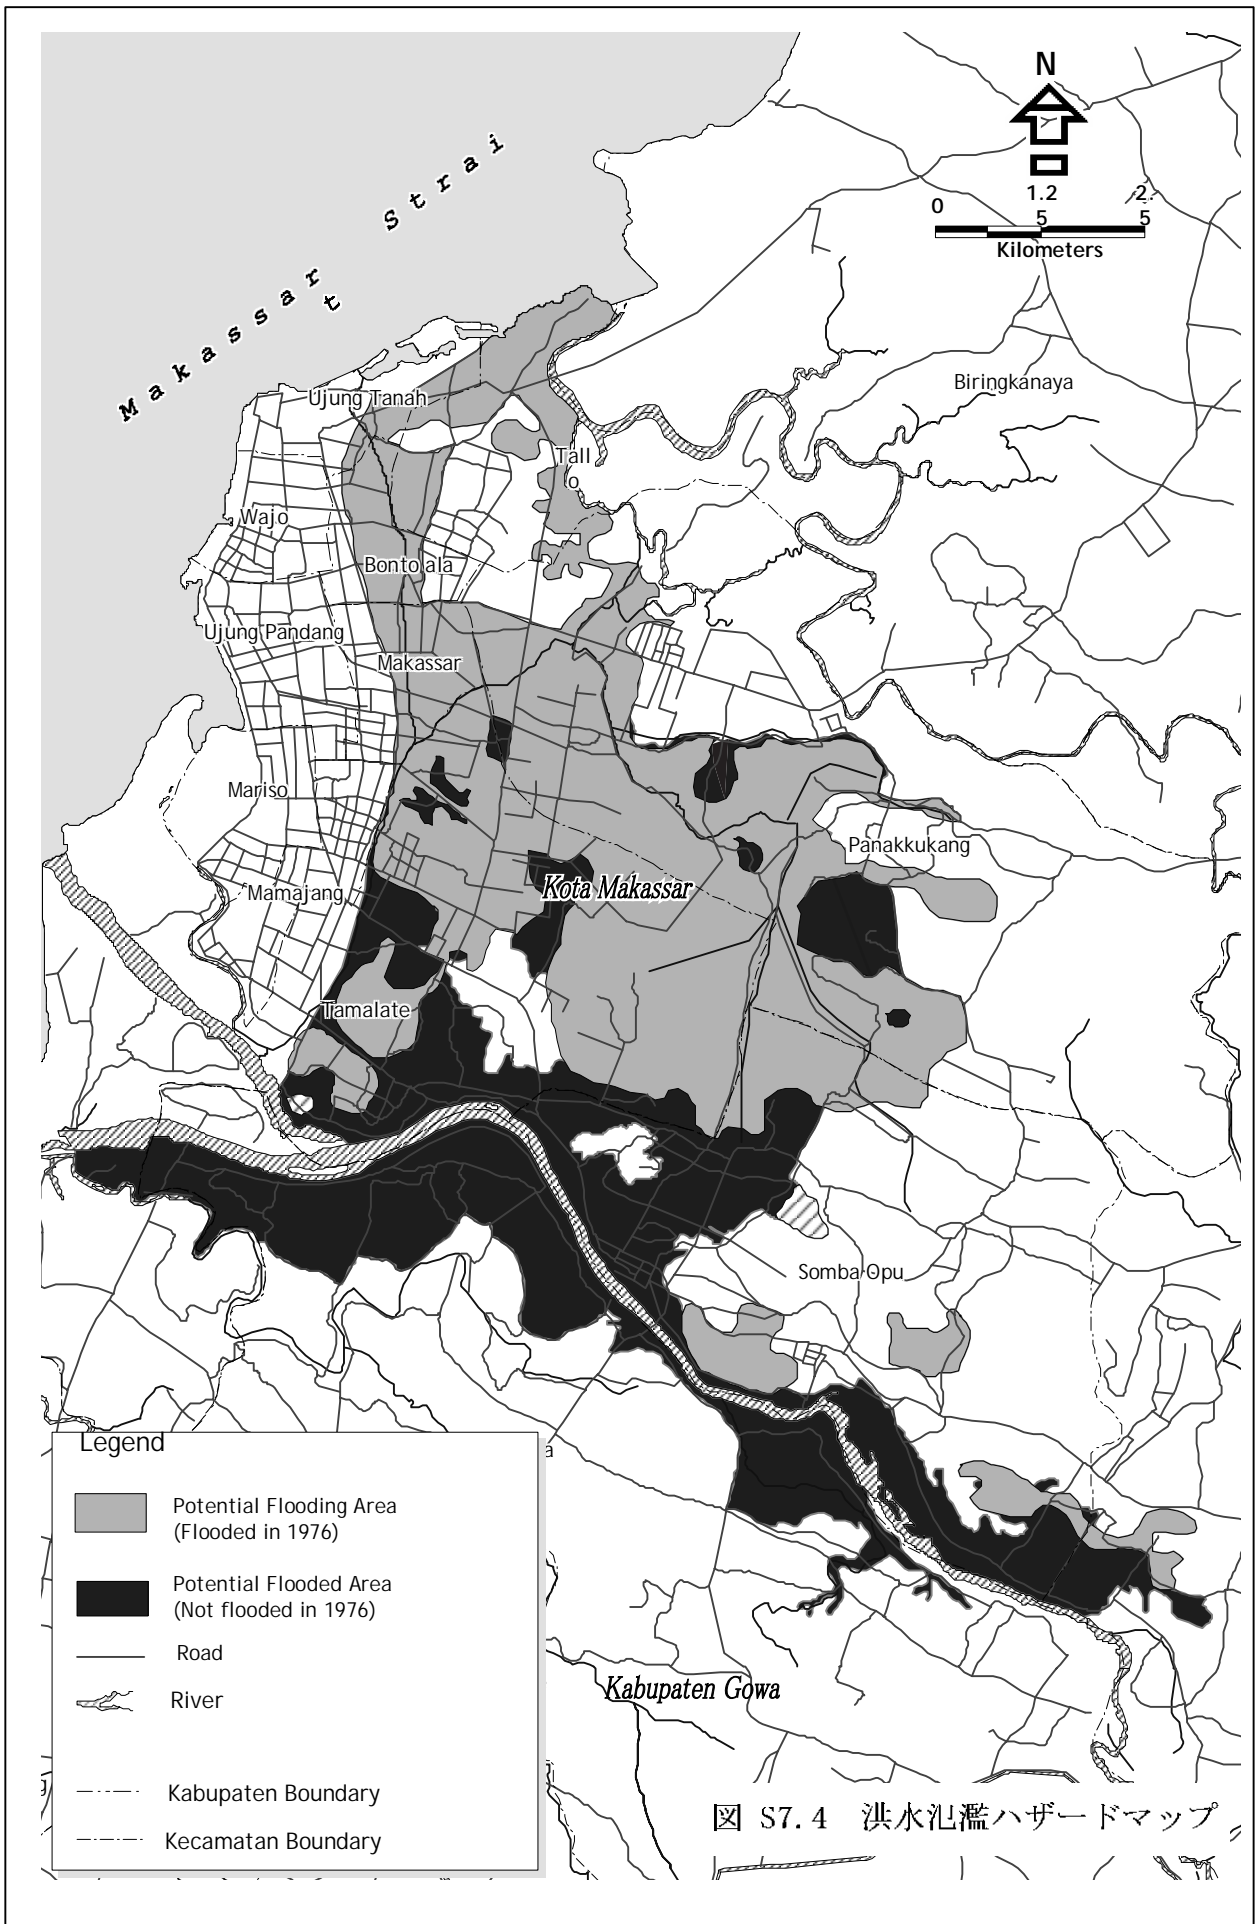 N
0
1.2
5
2.
5
Kilometers
Makassar
Strai
t
Biringkanaya
Ujung Tanah
Tall
o
Wajo
Bonto ala
Ujung Pandang
Makassar
Mariso
Panakkukang
Mamajang
Kota Makassar
Tamalate
Somba Opu
a
Legend
Potential Flooding Area
(Flooded in 1976)
Potential Flooded Area
(Not flooded in 1976)
Road
River
Kabupaten Gowa
Kabupaten Boundary
Kecamatan Boundary
図 S7.4 洪水氾濫ハザードマップ